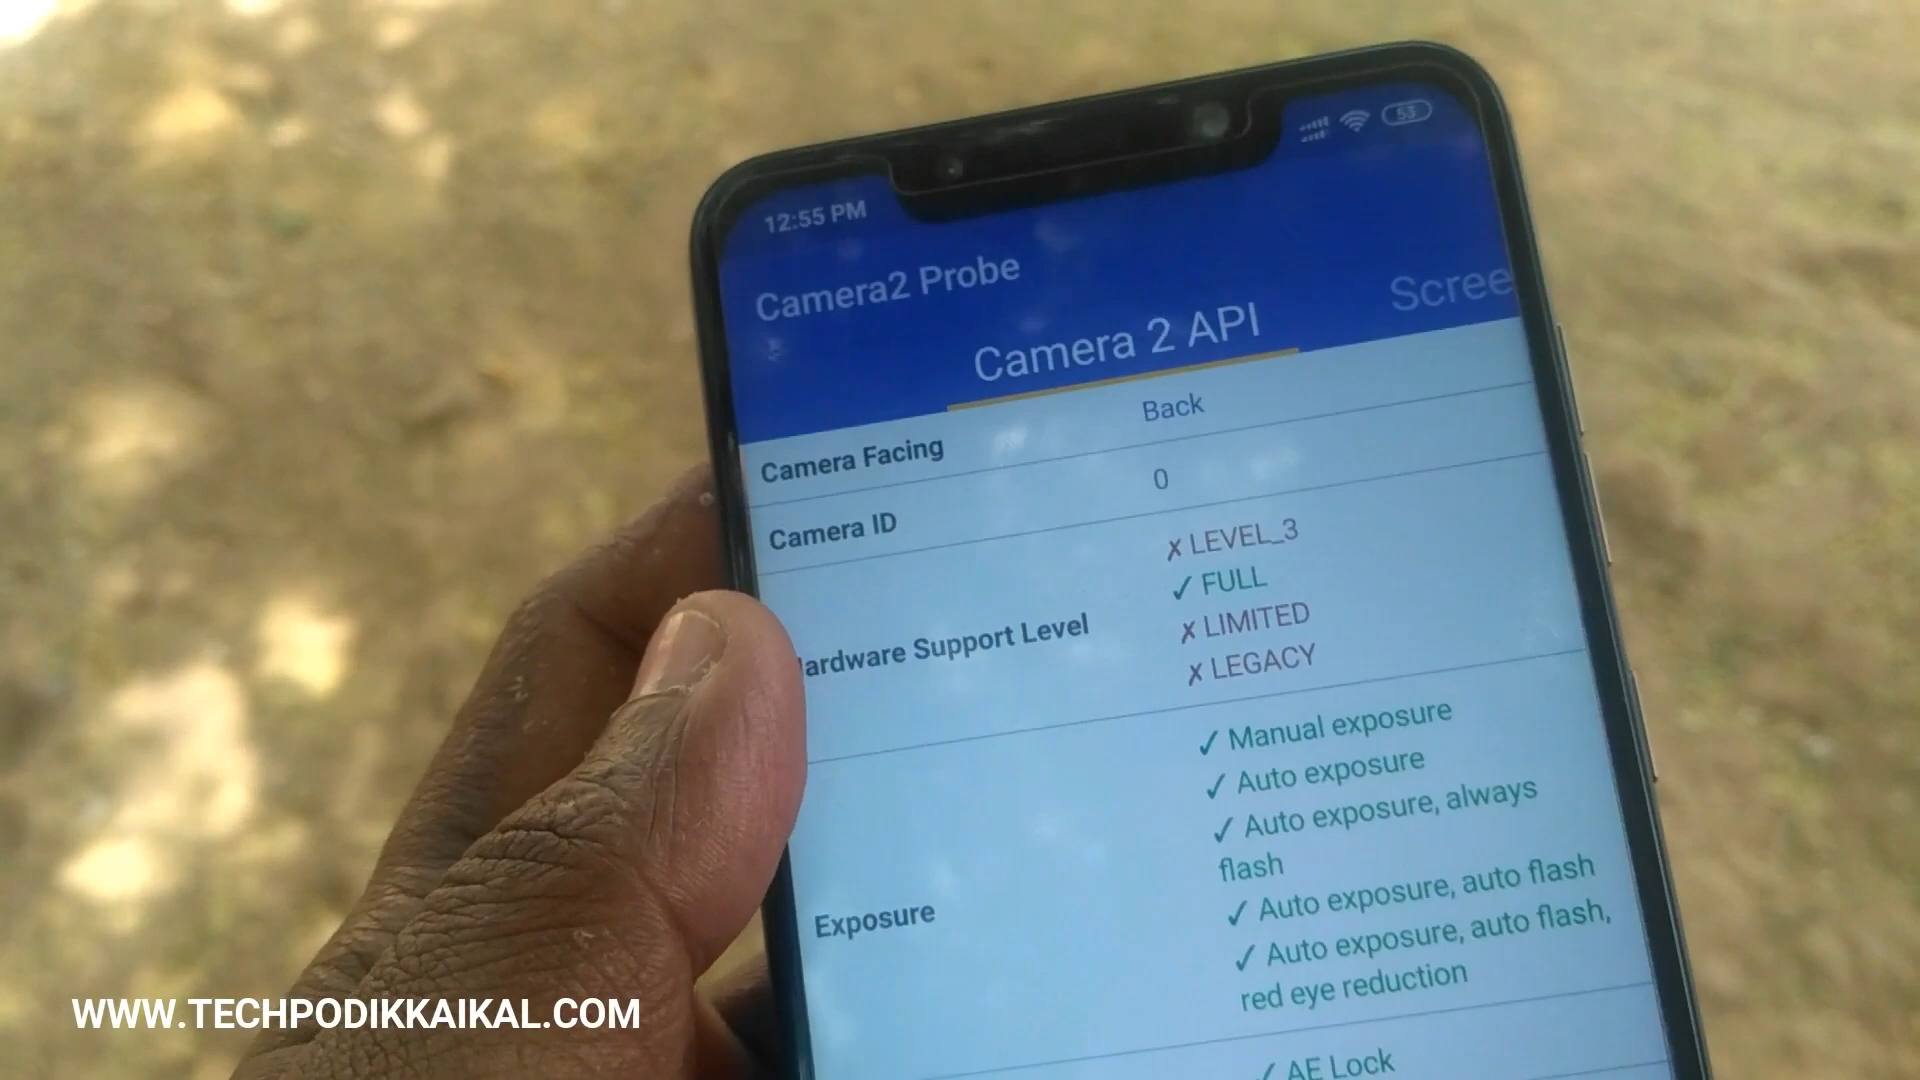 12:55 PM
53
Camera2 Probe
Camera 2 API
Scree
Camera Facing
Back
Camera ID
0
ardware Support Level
✗ LEVEL_3
✓ FULL
✗ LIMITED
✗ LEGACY
Exposure
✓ Manual exposure
✓ Auto exposure
✓ Auto exposure, always
flash
✓ Auto exposure, auto flash
✓ Auto exposure, auto flash,
red eye reduction
✓ AE Lock
WWW.TECHPODIKKAIKAL.COM